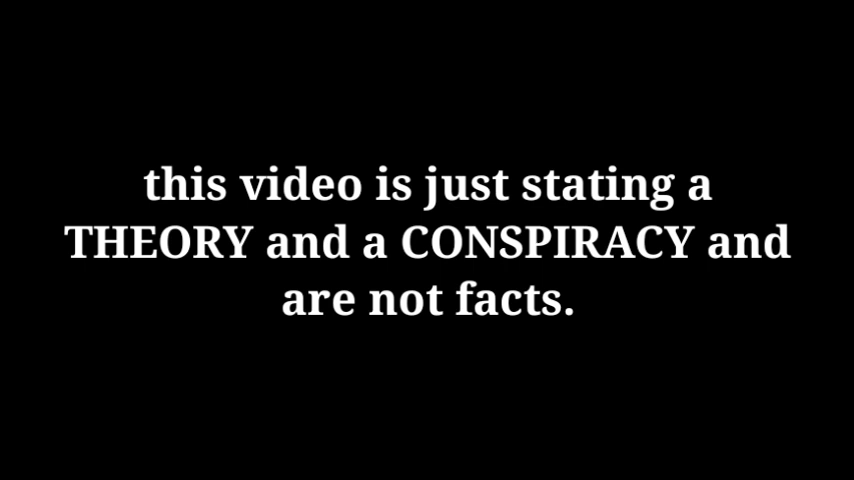 this video is just stating a
THEORY and a CONSPIRACY and
are not facts.